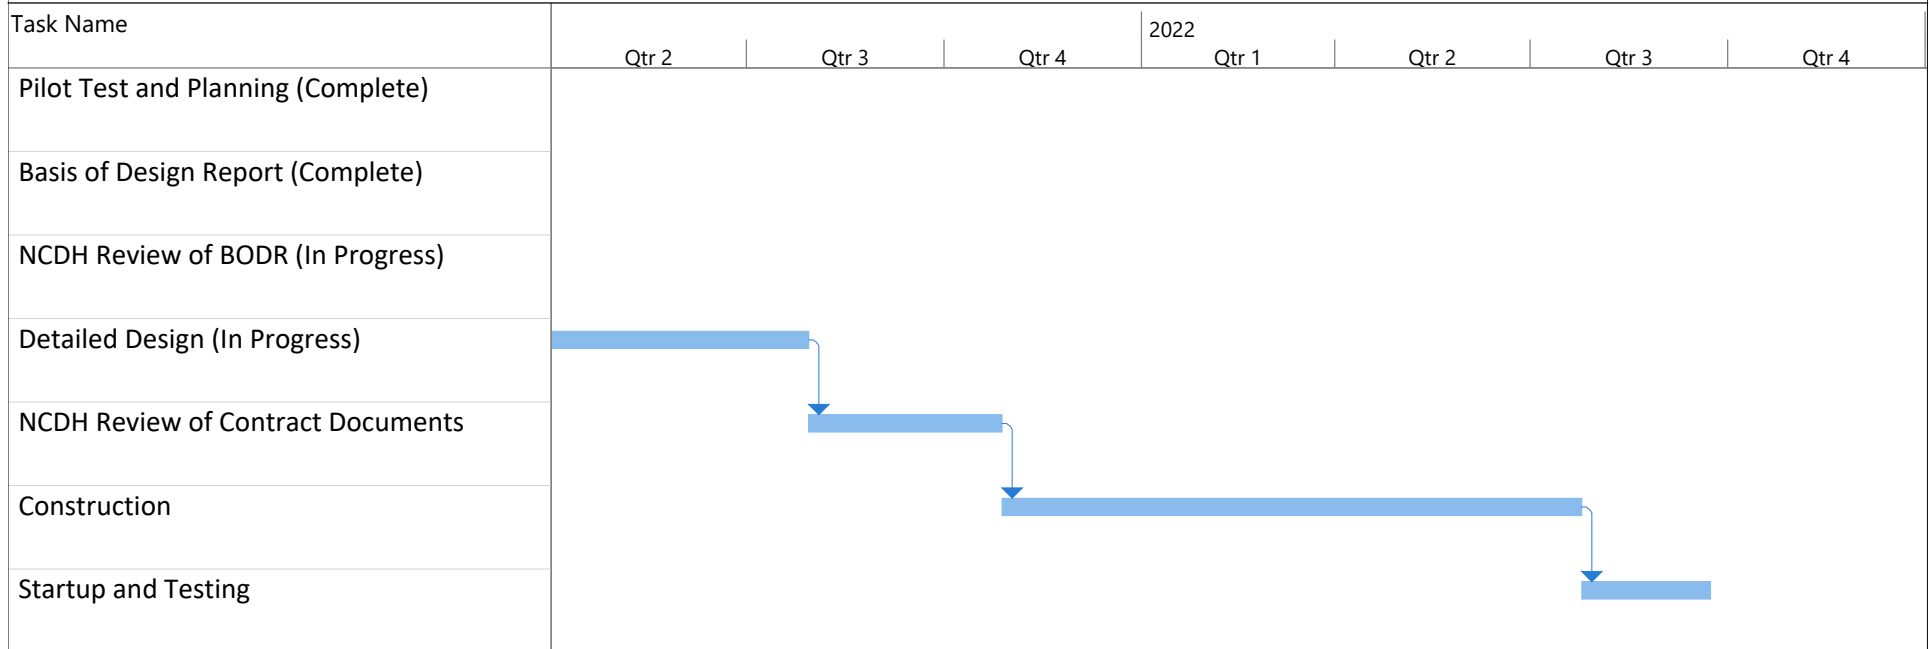 Task Name
2022
Qtr 2 Qtr 3 Qtr 4 Qtr 1 Qtr 2 Qtr 3 Qtr 4
Pilot Test and Planning (Complete)
Basis of Design Report (Complete)
NCDH Review of BODR (In Progress)
Detailed Design (In Progress)
NCDH Review of Contract Documents
Construction
Startup and Testing